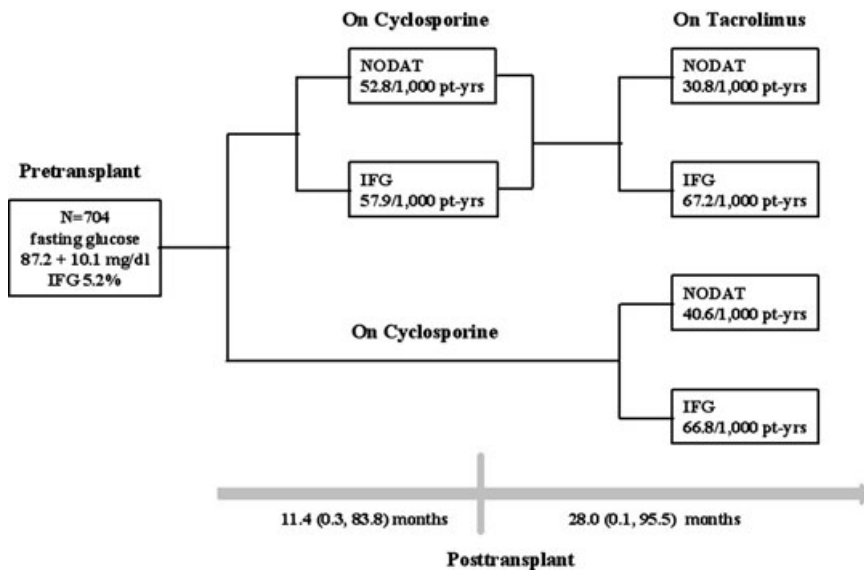 On Cyclosporine
On Tacrolimus
NODAT
52.8/1,000 pt-yrs
NODAT
30.8/1,000 pt-yrs
Pretransplant
IFG
57.9/1,000 pt-yrs
IFG
67.2/1,000 pt-yrs
N=704
fasting glucose
87.2 + 10.1 mg/dl
IFG 5.2%
On Cyclosporine
NODAT
40.6/1,000 pt-yrs
IFG
66.8/1,000 pt-yrs
11.4 (0.3, 83.8) months
28.0 (0.1, 95.5) months
Posttransplant